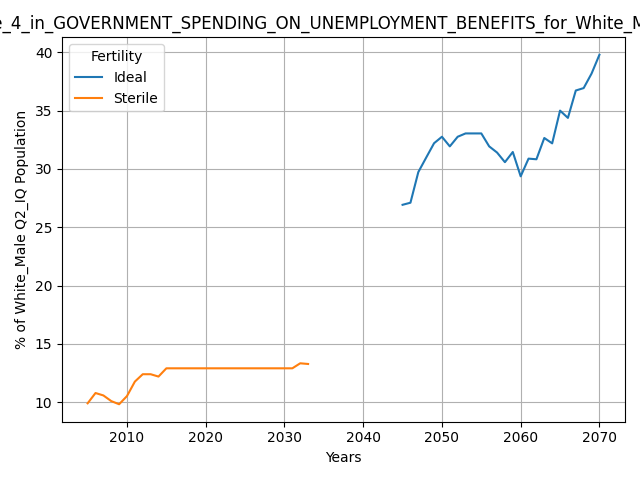 _4_in_GOVERNMENT_SPENDING_ON_UNEMPLOYMENT_BENEFITS_for_White_M
Fertility
Ideal
Sterile
% of White_Male Q2_IQ Population
40
35
30
25
20
15
10
2010 2020 2030 2040 2050 2060 2070
Years